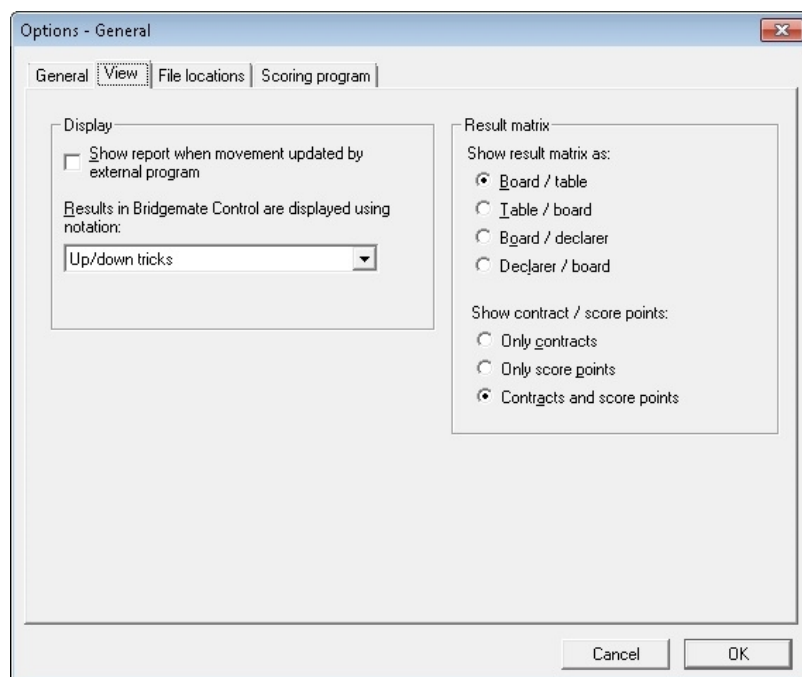 Options - General
General
View
File locations
Scoring program
Display
Show report when movement updated by
external program
Results in Bridgemate Control are displayed using
notation:
Up/down tricks
Result matrix
Show result matrix as:
Board / table
Table / board
Board / declarer
Declarer / board
Show contract / score points:
Only contracts
Only score points
Contracts and score points
Cancel
OK